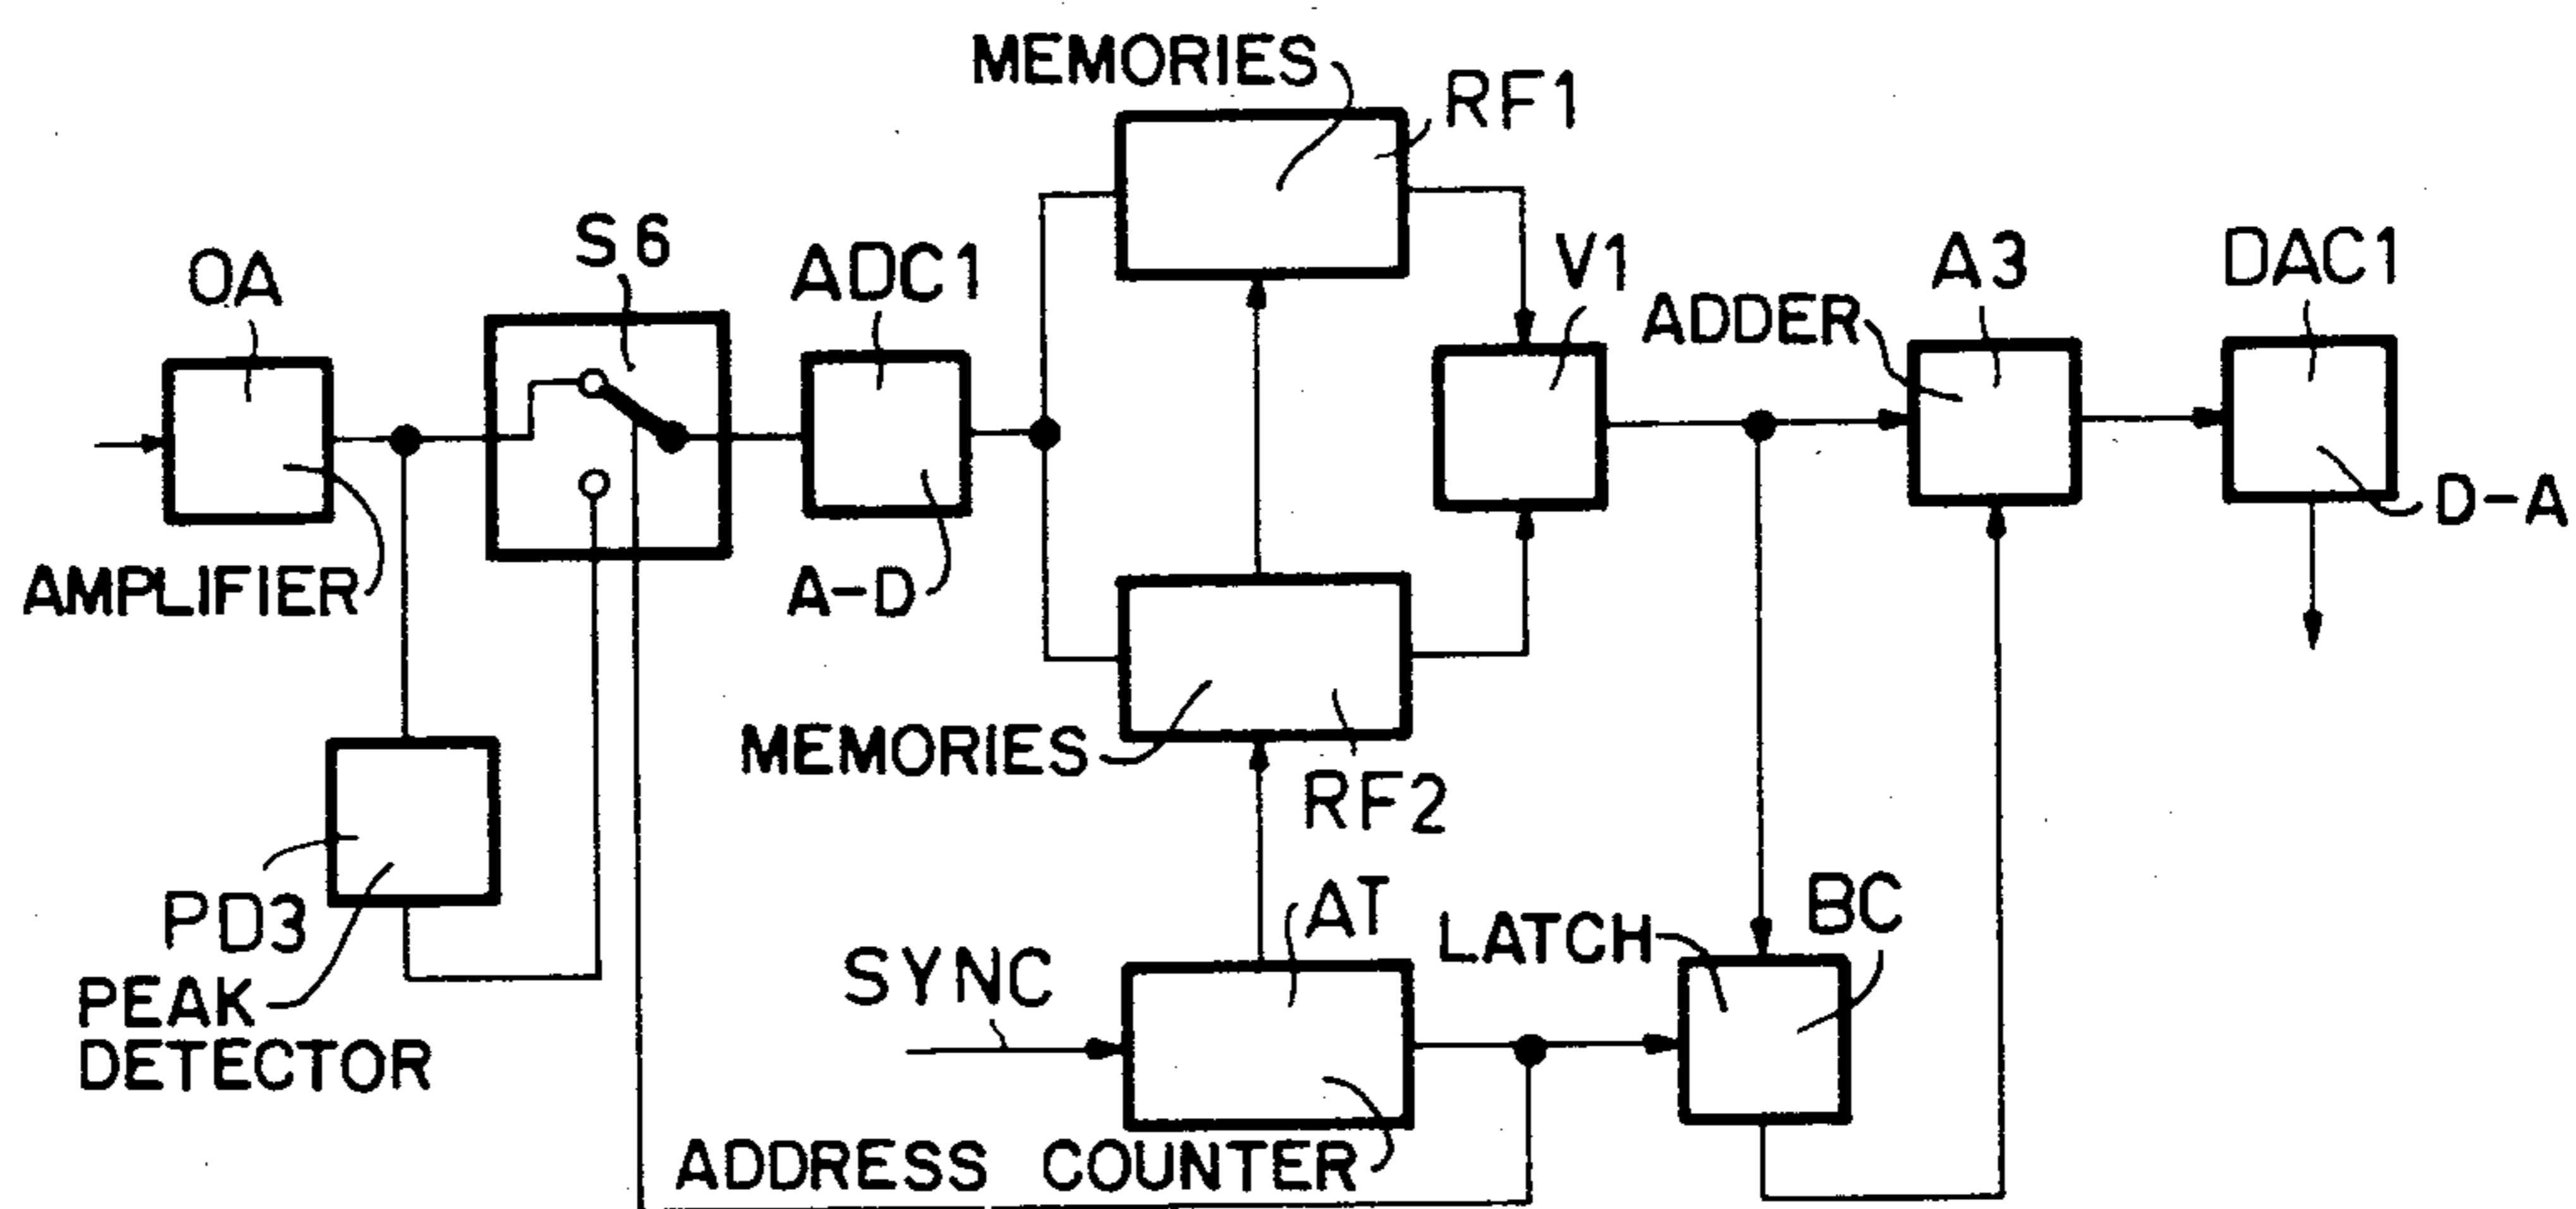 MEMORIES
RF1
OA
S6
ADC1
V1
ADDER
A3
DAC1
AMPLIFIER
A-D
D-A
MEMORIES
RF2
PD3
PEAK
DETECTOR
SYNC
AT
LATCH
BC
ADDRESS COUNTER